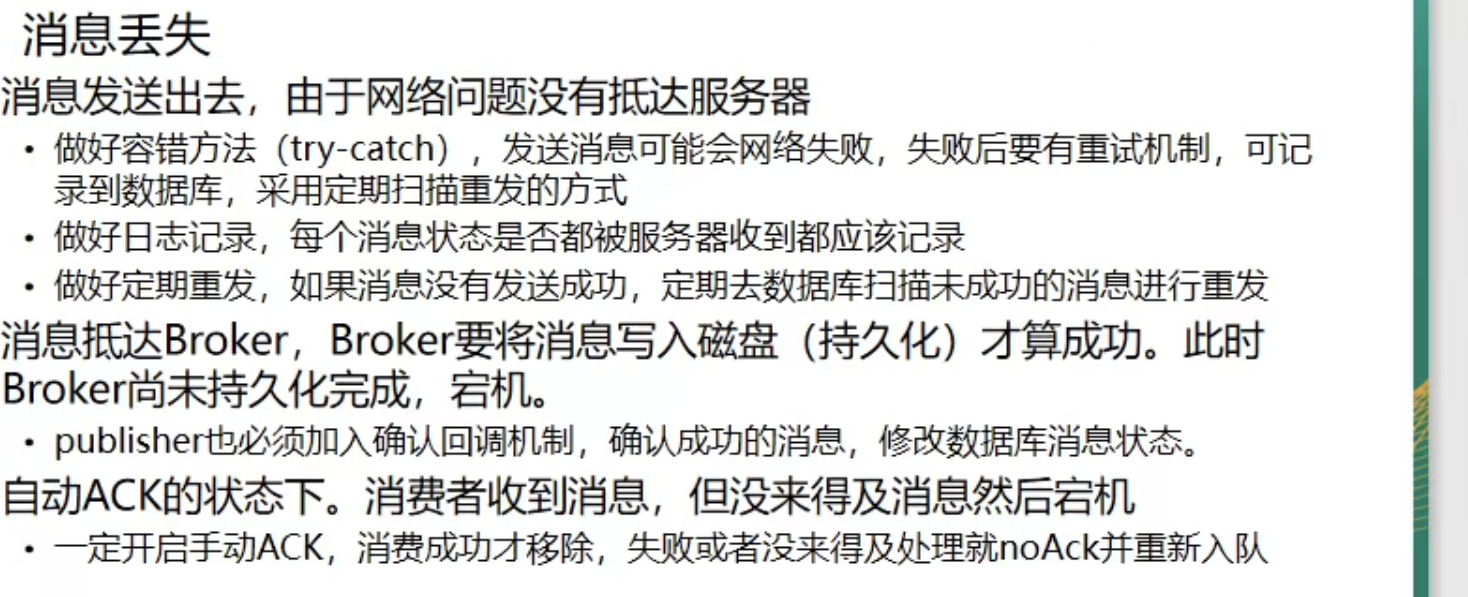 消息丢失
消息发送出去，由于网络问题没有抵达服务器
• 做好容错方法（try-catch），发送消息可能会网络失败，失败后要有重试机制，可记
录到数据库，采用定期扫描重发的方式
• 做好日志记录，每个消息状态是否都被服务器收到都应该记录
• 做好定期重发，如果消息没有发送成功，定期去数据库扫描未成功的消息进行重发
消息抵达Broker，Broker要将消息写入磁盘（持久化）才算成功。此时
Broker尚未持久化完成，宕机。
• publisher也必须加入确认回调机制，确认成功的消息，修改数据库消息状态。
自动ACK的状态下。消费者收到消息，但没来得及消息然后宕机
• 一定开启手动ACK，消费成功才移除，失败或者没来得及处理就noAck并重新入队